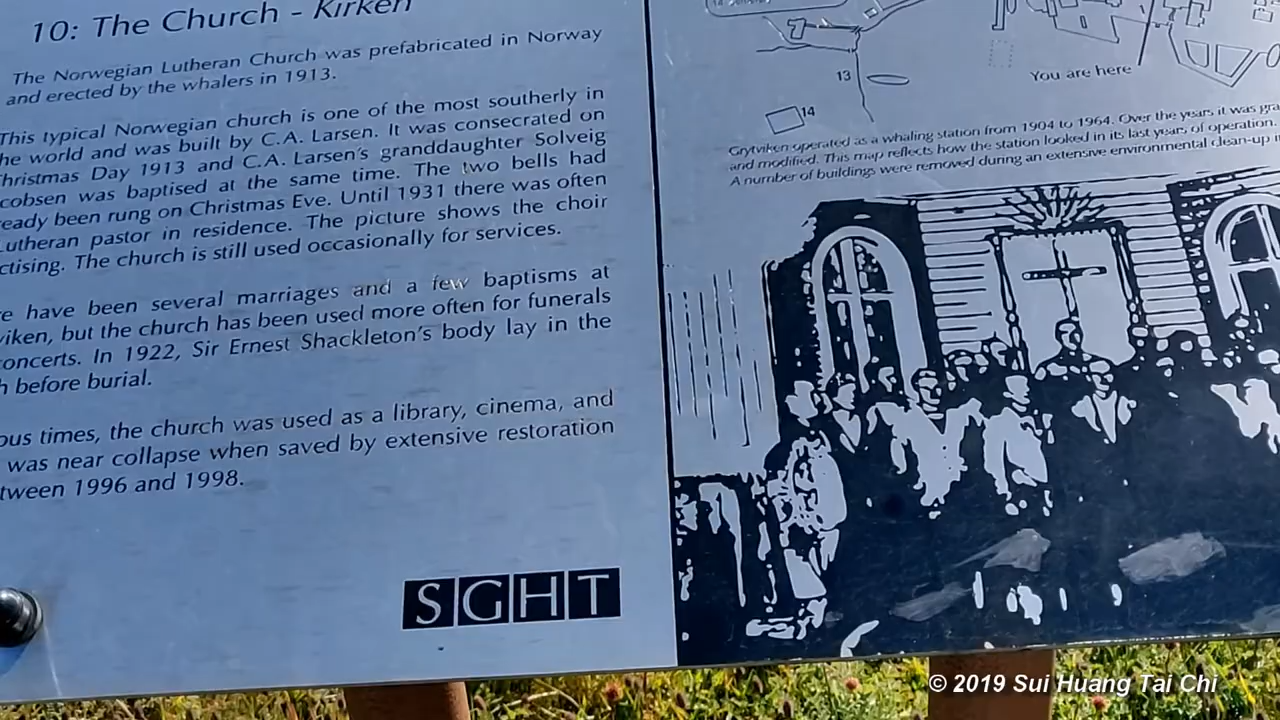 10: The Church - Kirken
The Norwegian Lutheran Church was prefabricated in Norway
and erected by the whalers in 1913.
This typical Norwegian church is one of the most southerly in
he world and was built by C.A. Larsen. It was consecrated on
hristmas Day 1913 and C.A. Larsen's granddaughter Solveig
cobsen was baptised at the same time. The two bells had
eady been rung on Christmas Eve. Until 1931 there was often
utheran pastor in residence. The picture shows the choir
ctising. The church is still used occasionally for services.
e have been several marriages and a few baptisms at
viken, but the church has been used more often for funerals
oncerts. In 1922, Sir Ernest Shackleton's body lay in the
h before burial.
ous times, the church was used as a library, cinema, and
was near collapse when saved by extensive restoration
tween 1996 and 1998.
SGHT
13
You are here
14
Grytviken operated as a whaling station from 1904 to 1964. Over the years it was gra
and modified. This map reflects how the station looked in its last years of operation.
A number of buildings were removed during an extensive environmental clean-up
© 2019 Sui Huang Tai Chi